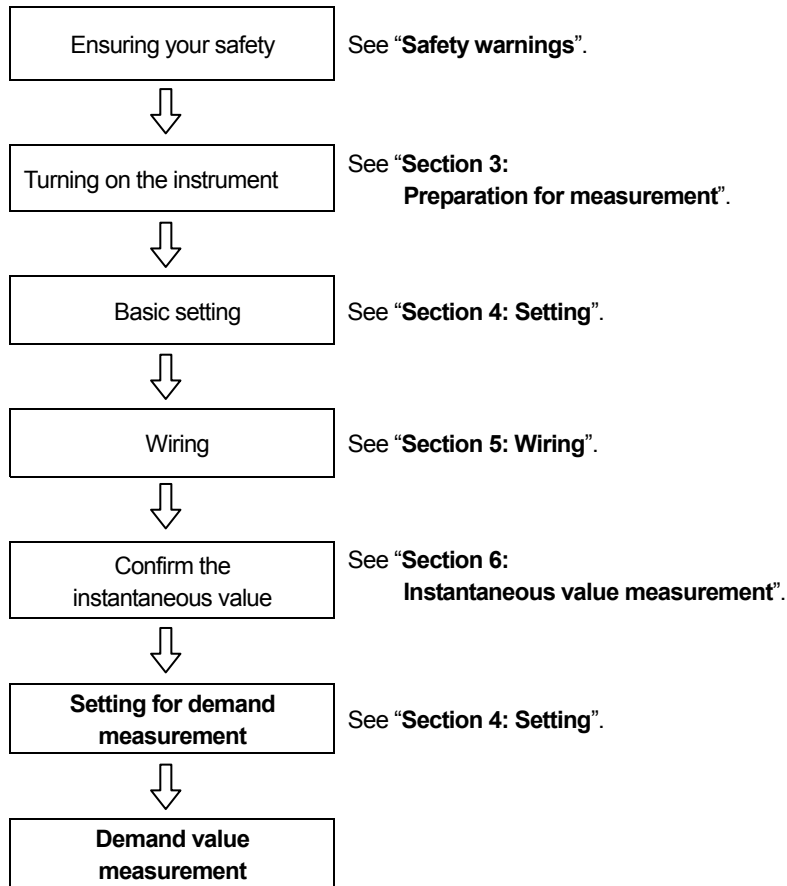 Ensuring your safety
See “Safety warnings”.
Turning on the instrument
See “Section 3:
Preparation for measurement”.
Basic setting
See “Section 4: Setting”.
Wiring
See “Section 5: Wiring”.
Confirm the
instantaneous value
See “Section 6:
Instantaneous value measurement”.
Setting for demand
measurement
See “Section 4: Setting”.
Demand value
measurement